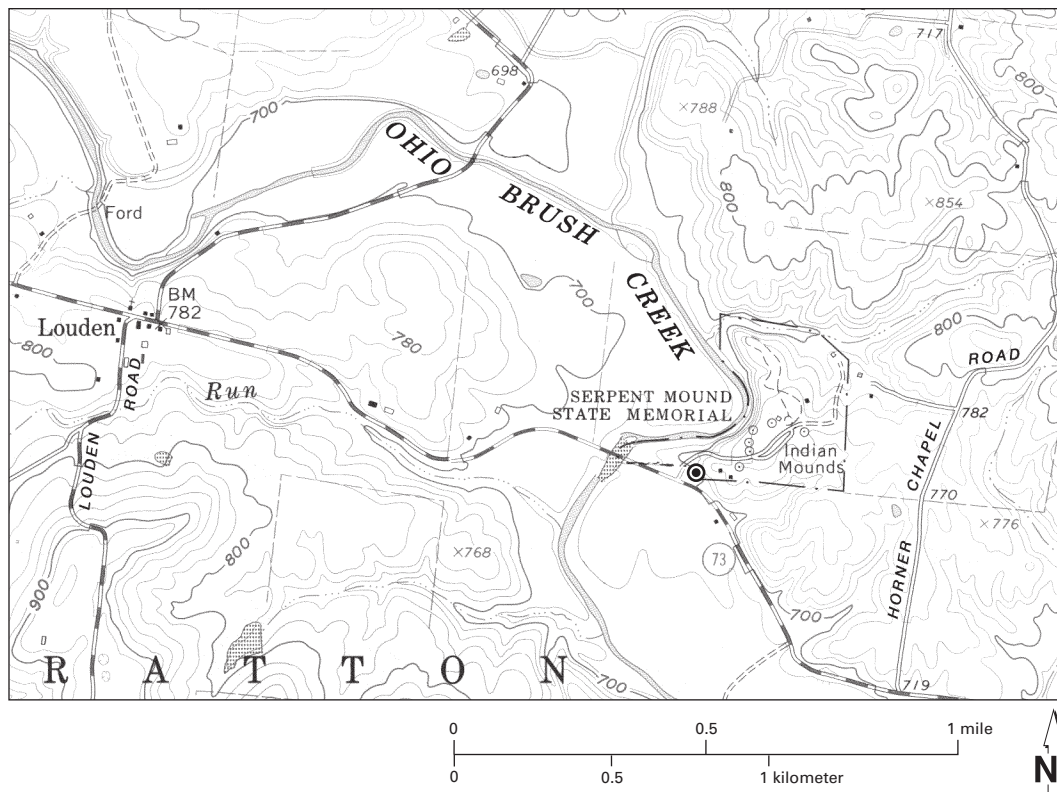 717
698
800
700
×788
OHIO
BRUSH
CREEK
800
×854
Ford
BM
782
700
Louden
780
800
ROAD
Run
800
ROAD
SERPENT MOUND
STATE MEMORIAL
782
Indian
Mounds
LOUDEN
CHAPEL
770
×776
800
×768
73
900
HORNER
700
R A T T O N
700
719
0 0.5 1 mile
0 0.5 1 kilometer
N